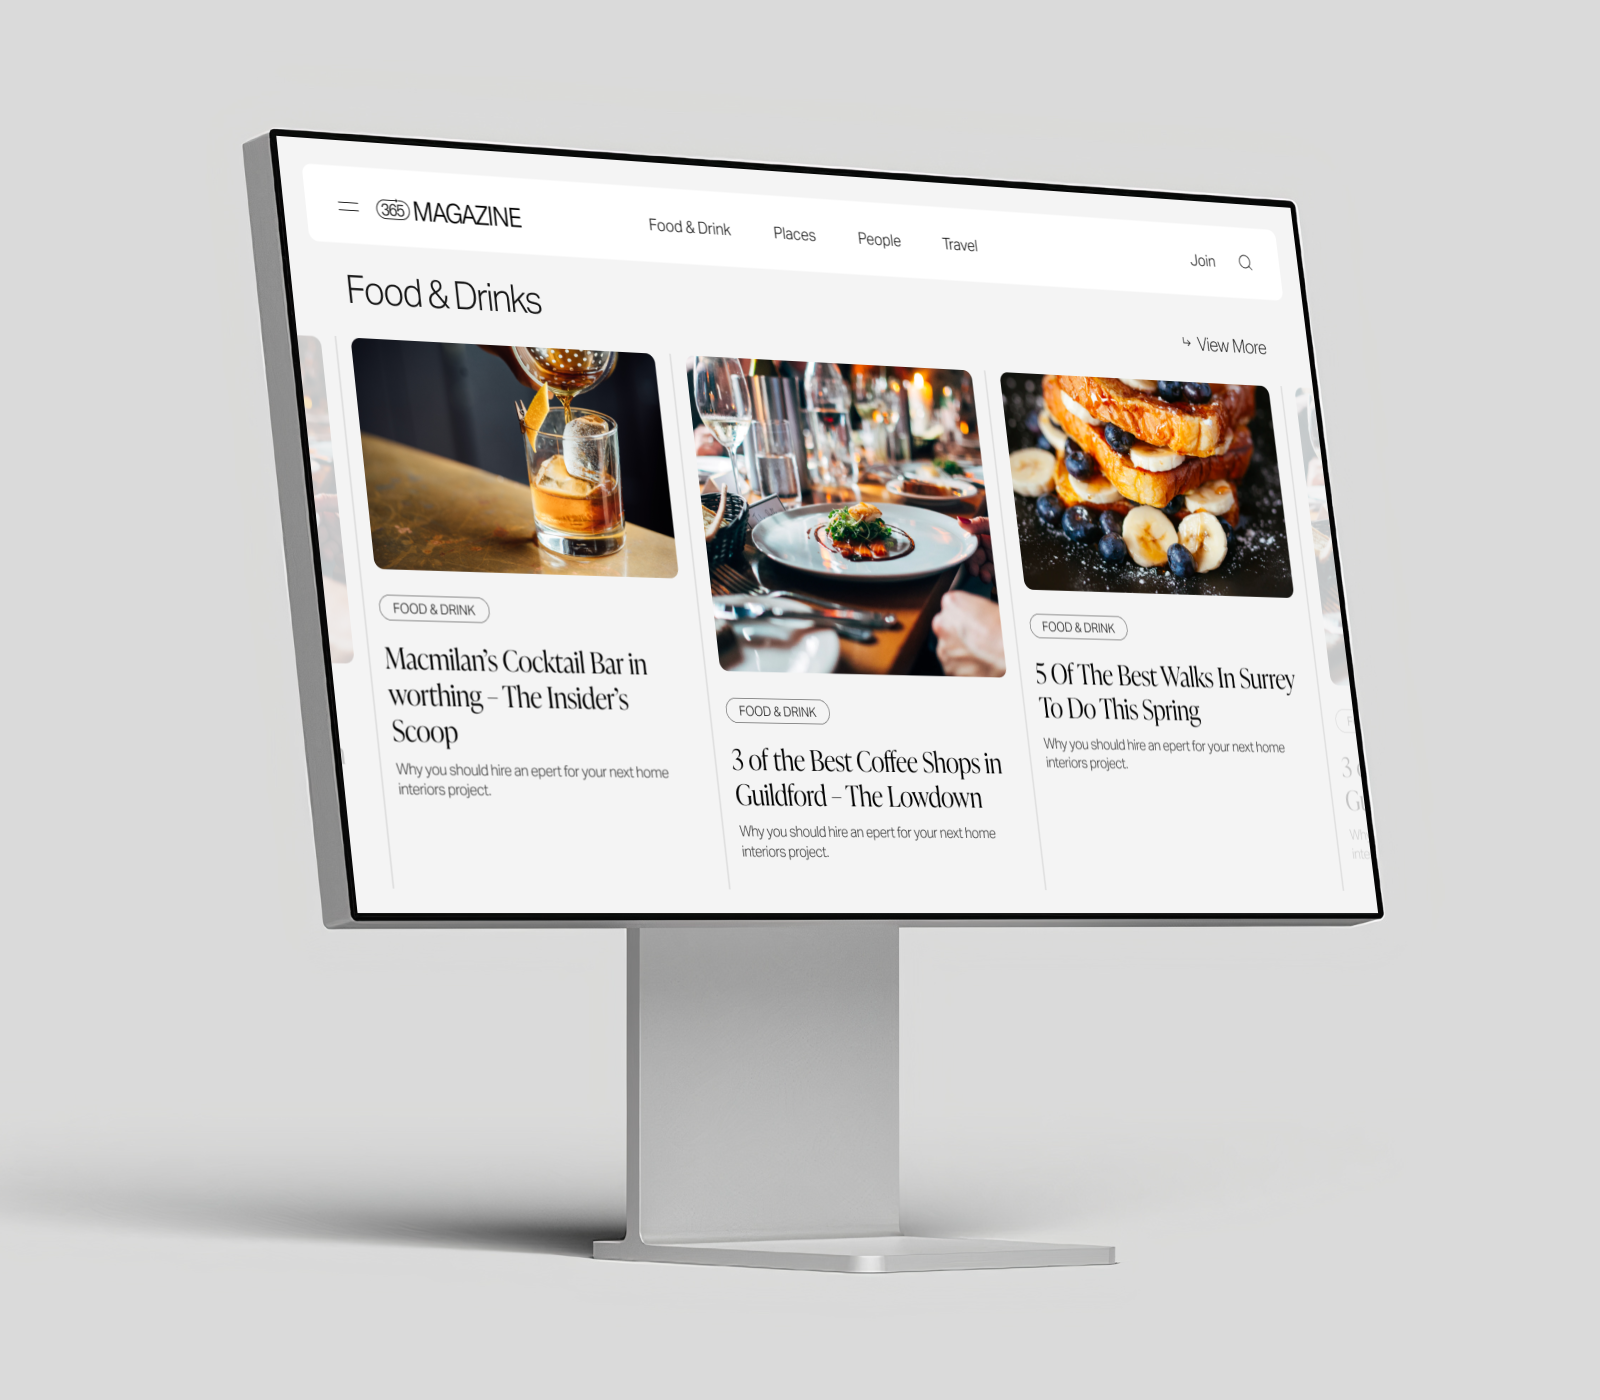 365 MAGAZINE
Food & Drink
Places
People
Travel
Join
Food & Drinks
View More
FOOD & DRINK
Macmilan's Cocktail Bar in
worthing – The Insider's
Scoop
Why you should hire an epert for your next home
interiors project.
FOOD & DRINK
3 of the Best Coffee Shops in
Guildford – The Lowdown
Why you should hire an epert for your next home
interiors project.
FOOD & DRINK
5 Of The Best Walks In Surrey
To Do This Spring
Why you should hire an epert for your next home
interiors project.